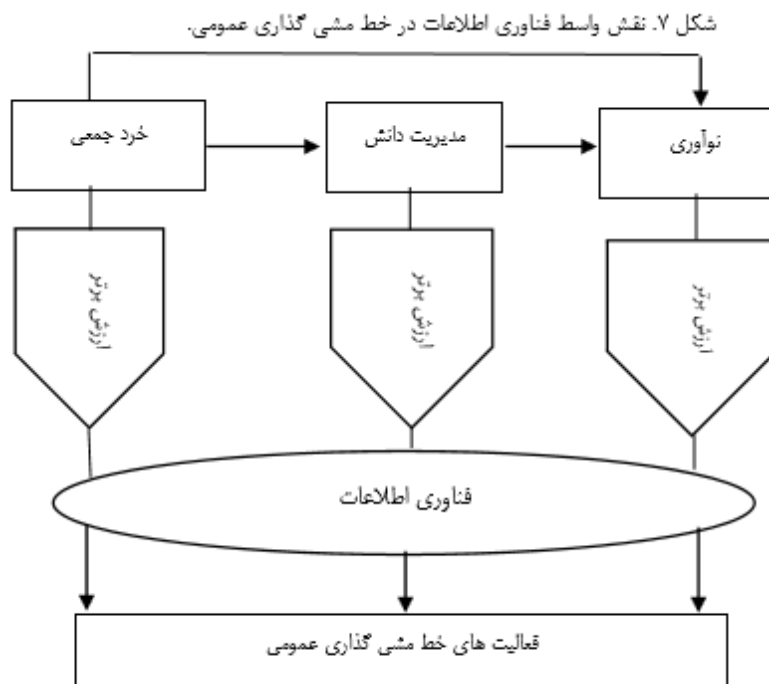 شکل ۷. نقش واسط فناوری اطلاعات در خط مشی گذاری عمومی.
نوآوری
مدیریت دانش
خرد جمعی
ارزش برتر
ارزش برتر
ارزش برتر
فناوری اطلاعات
فعالیت های خط مشی گذاری عمومی